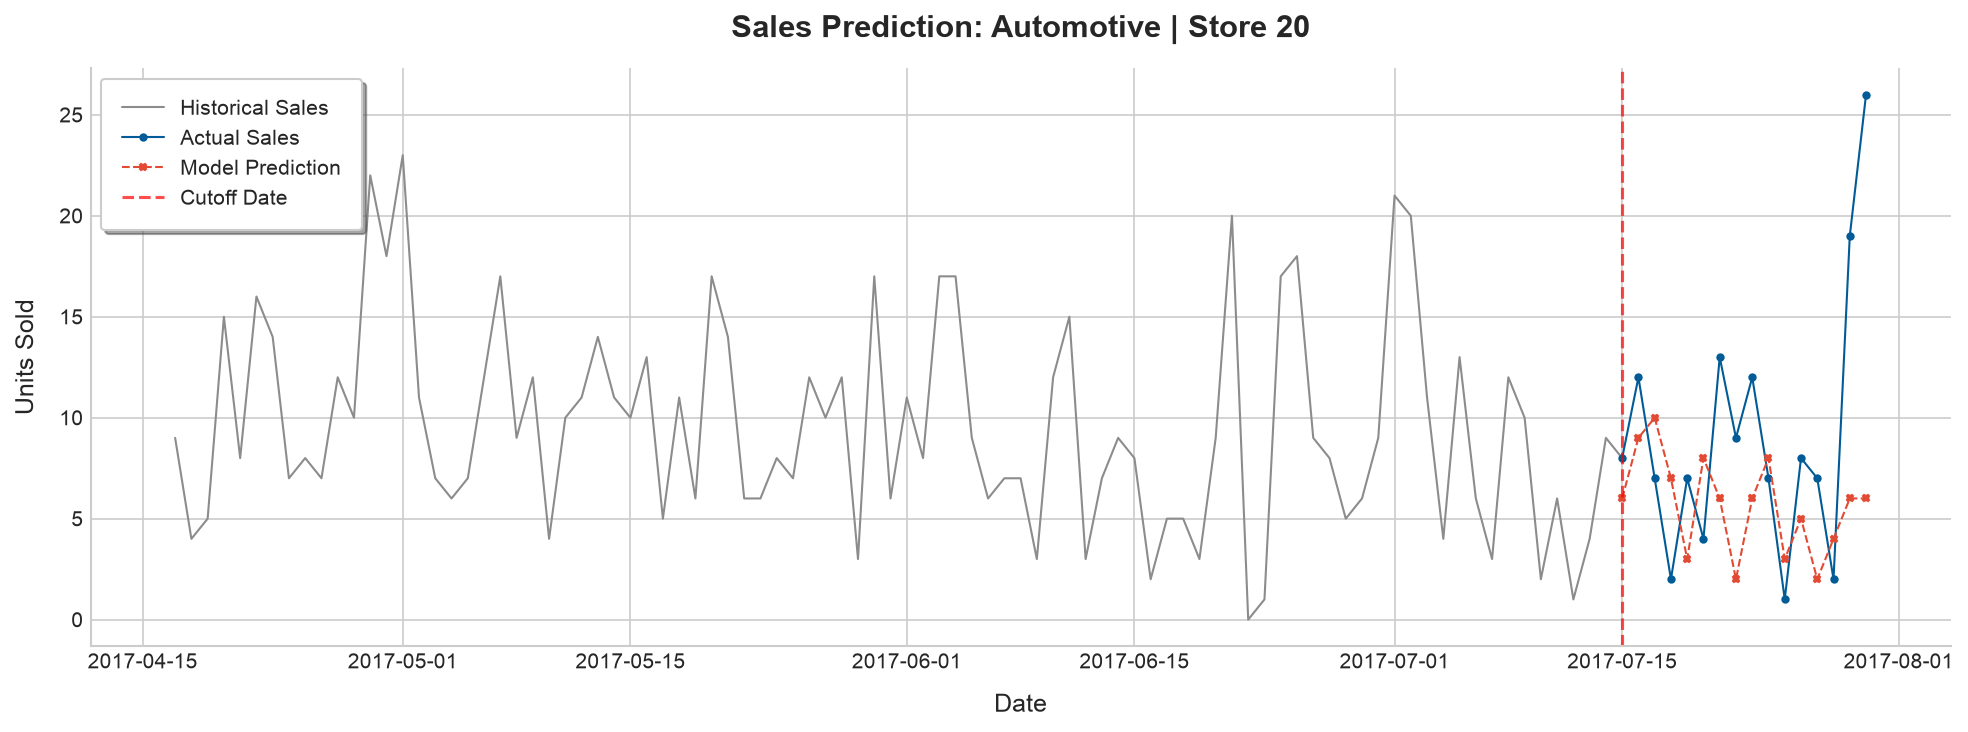 Sales Prediction: Automotive | Store 20
Historical Sales
Actual Sales
Model Prediction
Cutoff Date
Units Sold
25
20
15
10
5
0
2017-04-15
2017-05-01
2017-05-15
2017-06-01
2017-06-15
2017-07-01
2017-07-15
2017-08-01
Date